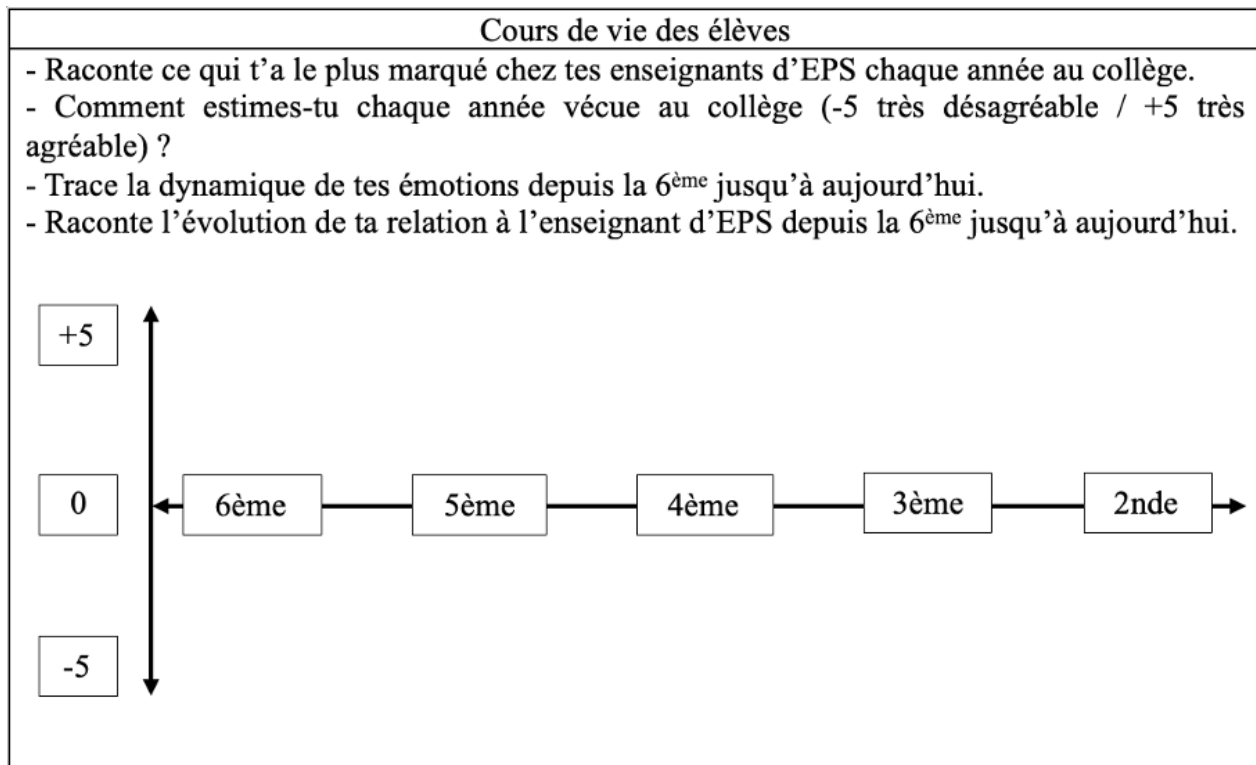 Cours de vie des élèves
- Raconte ce qui t'a le plus marqué chez tes enseignants d'EPS chaque année au collège.
- Comment estimes-tu chaque année vécue au collège (-5 très désagréable / +5 très
agréable) ?
- Trace la dynamique de tes émotions depuis la 6ème jusqu'à aujourd'hui.
- Raconte l'évolution de ta relation à l'enseignant d'EPS depuis la 6ème jusqu'à aujourd'hui.
+5
0 6ème 5ème 4ème 3ème 2nde
-5